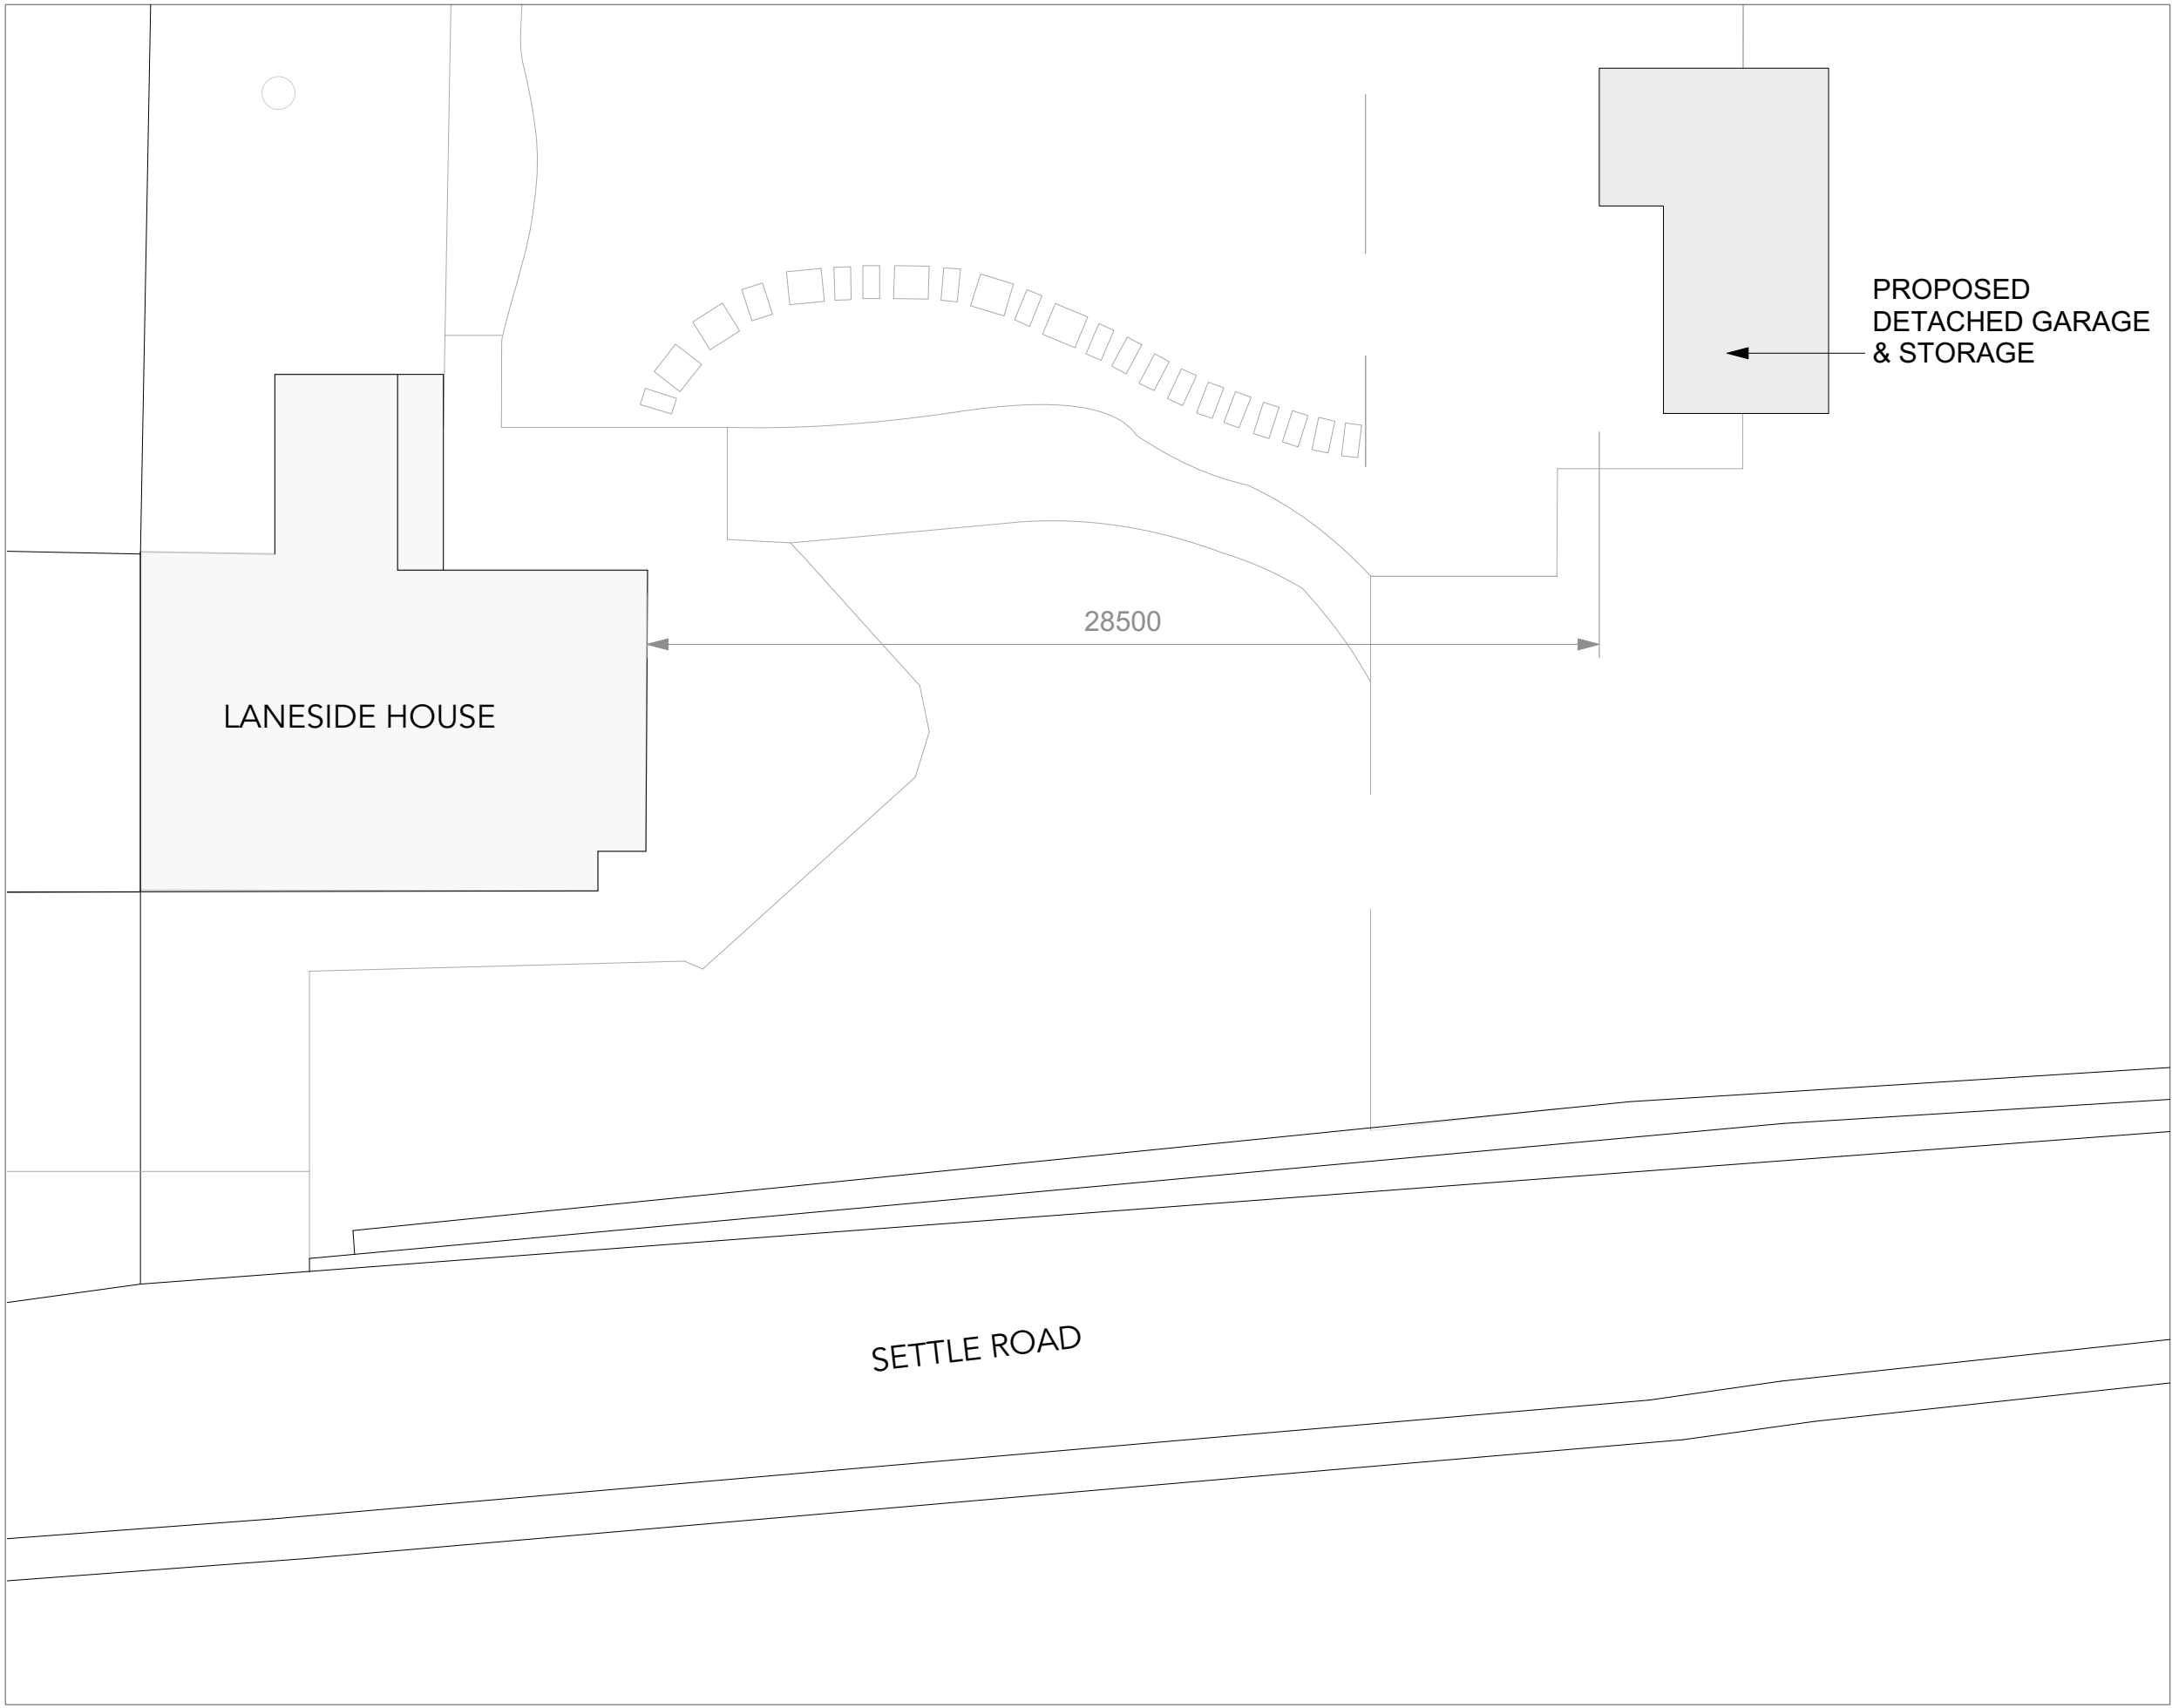 PROPOSED
DETACHED GARAGE
& STORAGE
28500
LANESIDE HOUSE
SETTLE ROAD